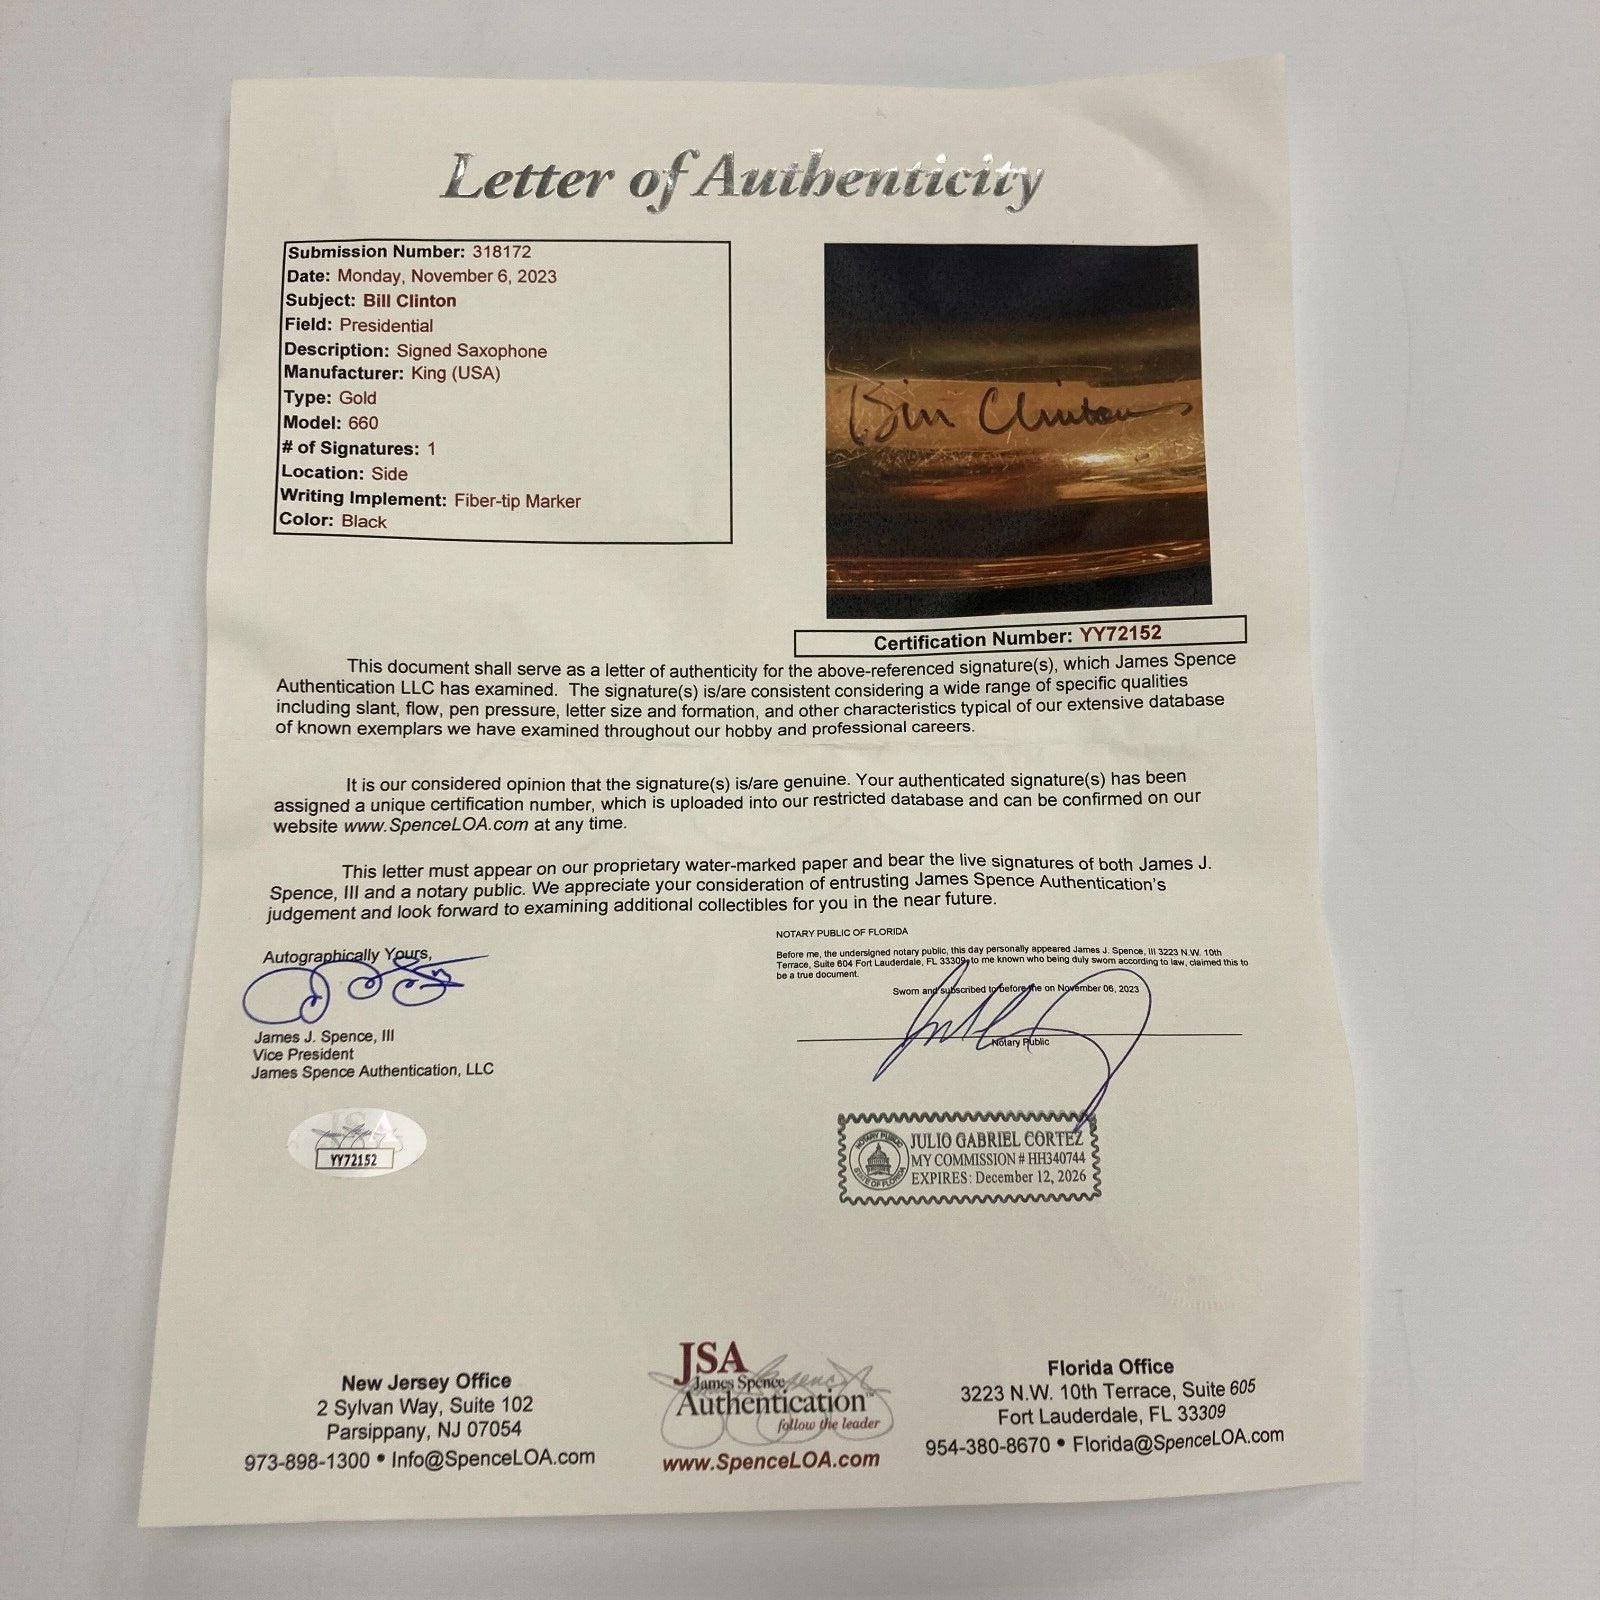 Letter of Authenticity
Submission Number: 318172
Date: Monday, November 6, 2023
Subject: Bill Clinton
Field: Presidential
Description: Signed Saxophone
Manufacturer: King (USA)
Type: Gold
Model: 660
# of Signatures: 1
Location: Side
Writing Implement: Fiber-tip Marker
Color: Black
Bill Clinton
Certification Number: YY72152
This document shall serve as a letter of authenticity for the above-referenced signature(s), which James Spence
Authentication LLC has examined. The signature(s) is/are consistent considering a wide range of specific qualities
including slant, flow, pen pressure, letter size and formation, and other characteristics typical of our extensive database
of known exemplars we have examined throughout our hobby and professional careers.
It is our considered opinion that the signature(s) is/are genuine. Your authenticated signature(s) has been
assigned a unique certification number, which is uploaded into our restricted database and can be confirmed on our
website www.SpenceLOA.com at any time.
This letter must appear on our proprietary water-marked paper and bear the live signatures of both James J.
Spence, III and a notary public. We appreciate your consideration of entrusting James Spence Authentication's
judgement and look forward to examining additional collectibles for you in the near future.
Autographically Yours,
James J. Spence, III
Vice President
James Spence Authentication, LLC
JSA
YY72152
NOTARY PUBLIC OF FLORIDA
Before me, the undersigned notary public, this day personally appeared James J. Spence, III 3223 N.W. 10th
Terrace, Suite 604 Fort Lauderdale, FL 33309, to me known who being duly sworn according to law, claimed this to
be a true document.
Sworn and subscribed to before me on November 06, 2023
Notary Public
NOTARY PUBLIC
STATE OF FLORIDA
JULIO GABRIEL CORTEZ
MY COMMISSION # HH340744
EXPIRES: December 12, 2026
New Jersey Office
2 Sylvan Way, Suite 102
Parsippany, NJ 07054
973-898-1300 • Info@SpenceLOA.com
JSA
James Spence
Authentication™
follow the leader
www.SpenceLOA.com
Florida Office
3223 N.W. 10th Terrace, Suite 605
Fort Lauderdale, FL 33309
954-380-8670 • Florida@SpenceLOA.com